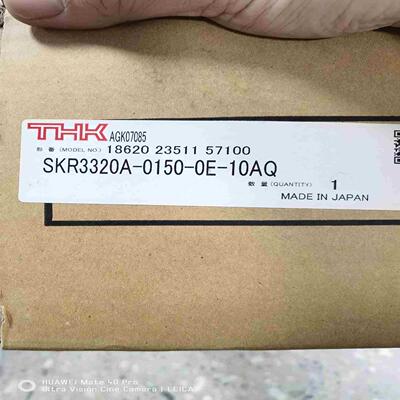 THK AGK07085
形番(MODEL NO) 18620 23511 57100
SKR3320A-0150-0E-10AQ
数量(QUANTITY) 1
MADE IN JAPAN
HUAWEI Mate 40 Pro
Ultra Vision Cine Camera | LEICA